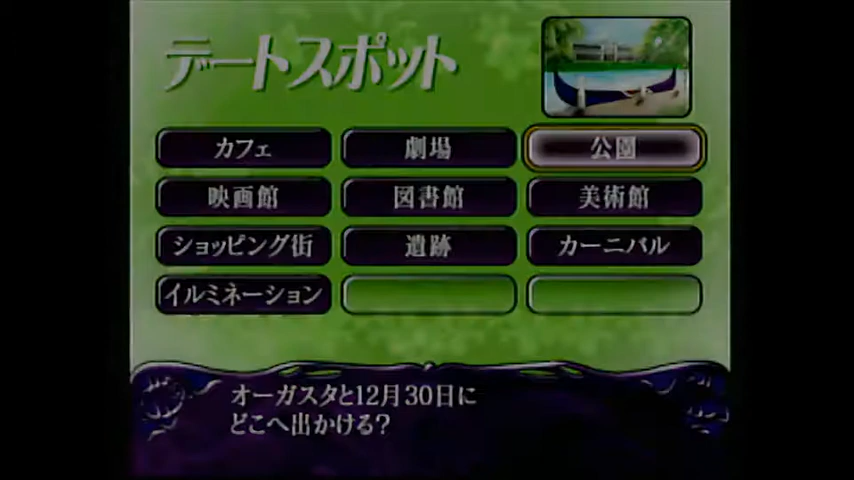 デートスポット
カフェ
劇場
公園
映画館
図書館
美術館
ショッピング街
遺跡
カーニバル
イルミネーション
オーガスタと12月30日に
どこへ出かける?